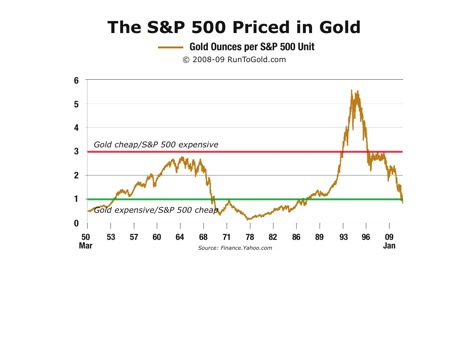 The S&P 500 Priced in Gold
Gold Ounces per S&P 500 Unit
© 2008-09 RunToGold.com
6
5
4
Gold cheap/S&P 500 expensive
3
2
1
Gold expensive/S&P 500 cheap
0
50 53 57 60 64 68 71 78 82 86 89 93 96 09
Mar Jan
Source: Finance.Yahoo.com